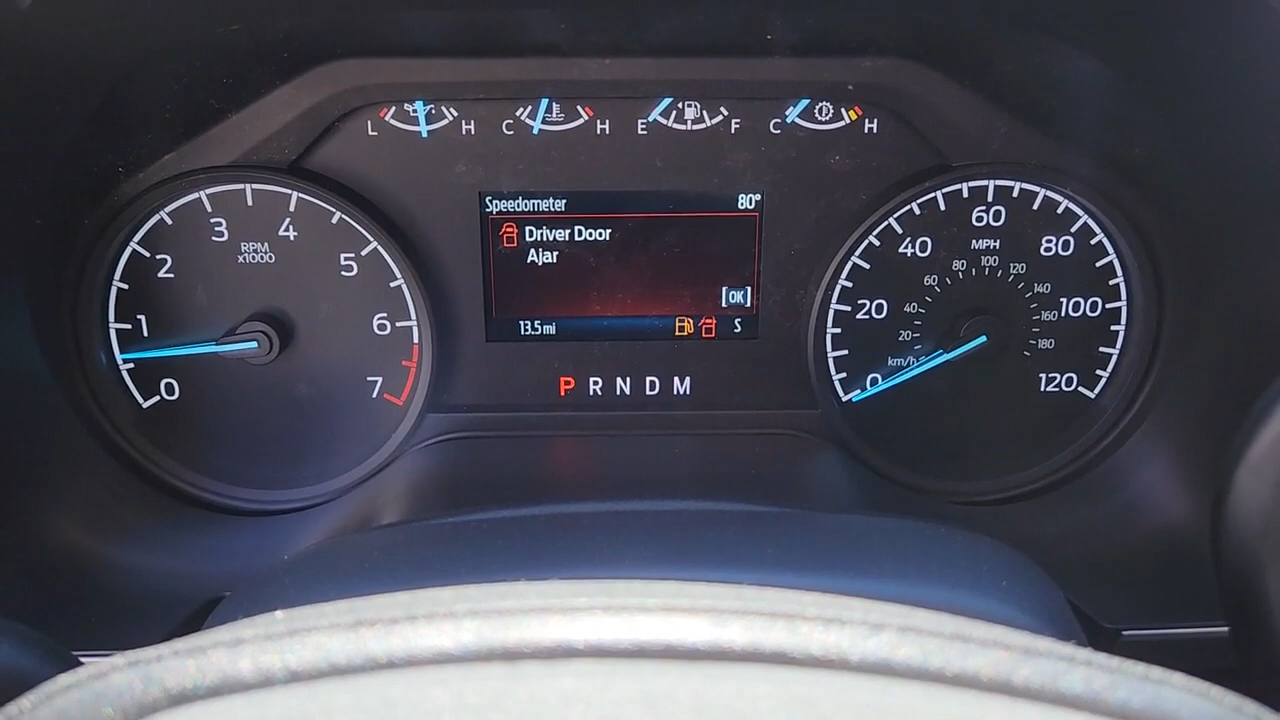 L H C H E F C H
Speedometer 80°
Driver Door
Ajar
[OK]
13.5 mi S
P R N D M
0 1 2 3 4 5 6 7
RPM
x1000
0 20 40 60 80 100 120
MPH
20 40 60 80 100 120 140 160 180
km/h